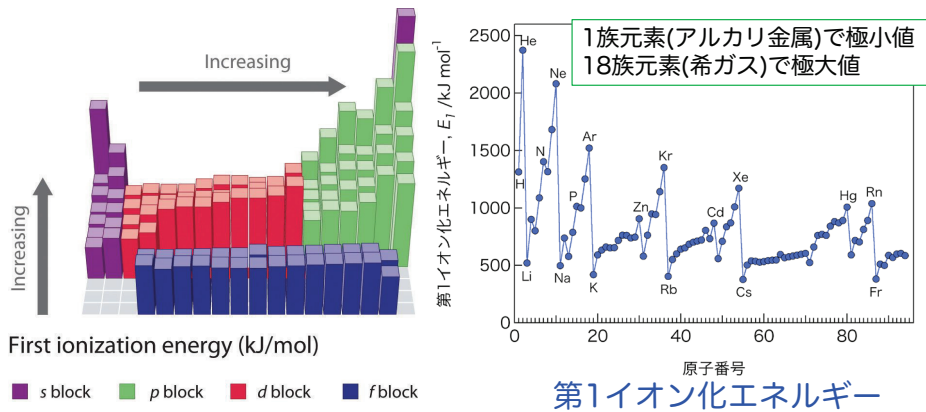 Increasing
Increasing
First ionization energy (kJ/mol)
s block
p block
d block
f block
1族元素(アルカリ金属)で極小値
18族元素(希ガス)で極大値
第1イオン化エネルギー, E₁ /kJ mol⁻¹
2500
2000
1500
1000
500
0
He
Ne
Ar
N
H
P
Kr
Xe
Zn
Cd
Hg
Rn
Li
Na
K
Rb
Cs
Fr
0
20
40
60
80
原子番号
第1イオン化エネルギー